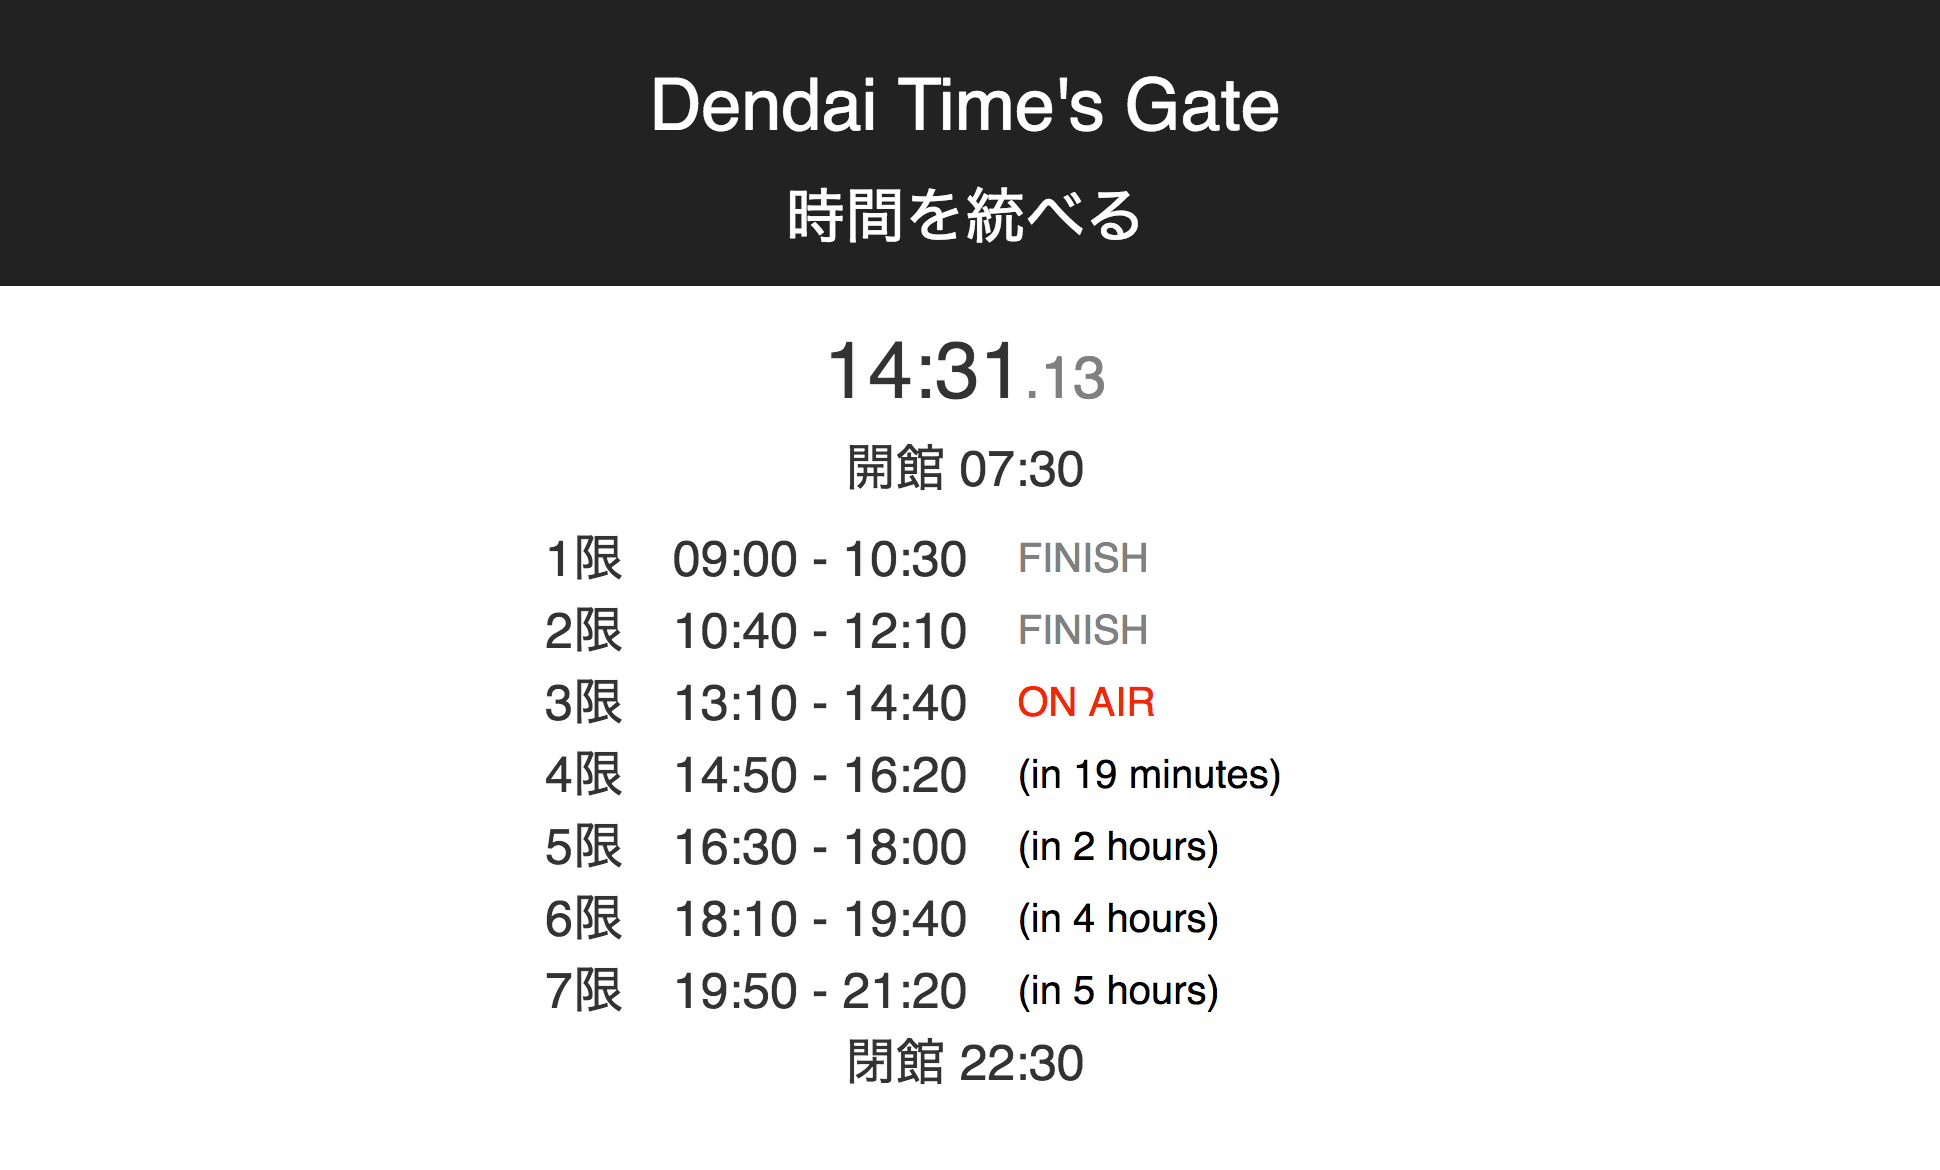 Dendai Time's Gate
時間を統べる
14:31.13
開館 07:30
1限 09:00 - 10:30 FINISH
2限 10:40 - 12:10 FINISH
3限 13:10 - 14:40 ON AIR
4限 14:50 - 16:20 (in 19 minutes)
5限 16:30 - 18:00 (in 2 hours)
6限 18:10 - 19:40 (in 4 hours)
7限 19:50 - 21:20 (in 5 hours)
閉館 22:30